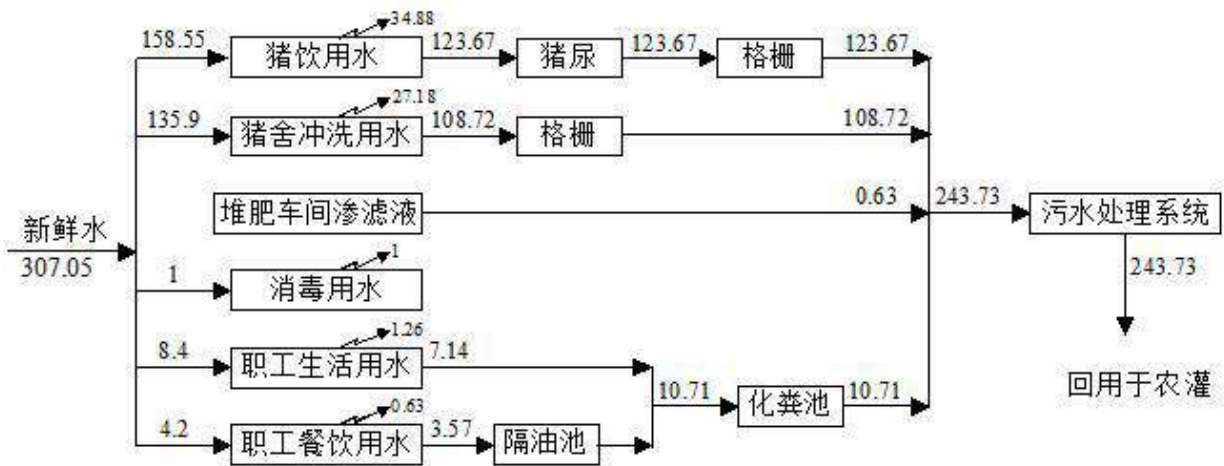 34.88
158.55 猪饮用水 123.67 猪尿 123.67 格栅 123.67
27.18
135.9 猪舍冲洗用水 108.72 格栅 108.72
堆肥车间渗滤液 0.63 243.73 污水处理系统
新鲜水
307.05
243.73
1
1 消毒用水
1.26
8.4 职工生活用水 7.14
10.71 化粪池 10.71
回用于农灌
0.63
4.2 职工餐饮用水 3.57 隔油池